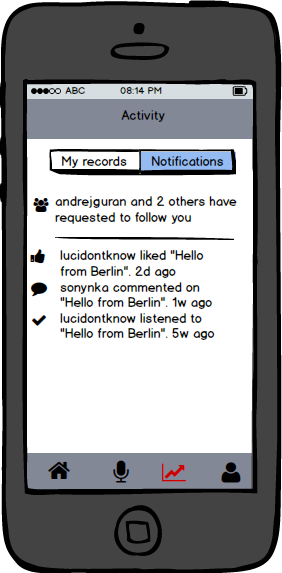 ABC 08:14 PM
Activity
My records Notifications
andrejguran and 2 others have
requested to follow you
lucidontknow liked "Hello
from Berlin". 2d ago
sonynka commented on
"Hello from Berlin". 1w ago
lucidontknow listened to
"Hello from Berlin". 5w ago